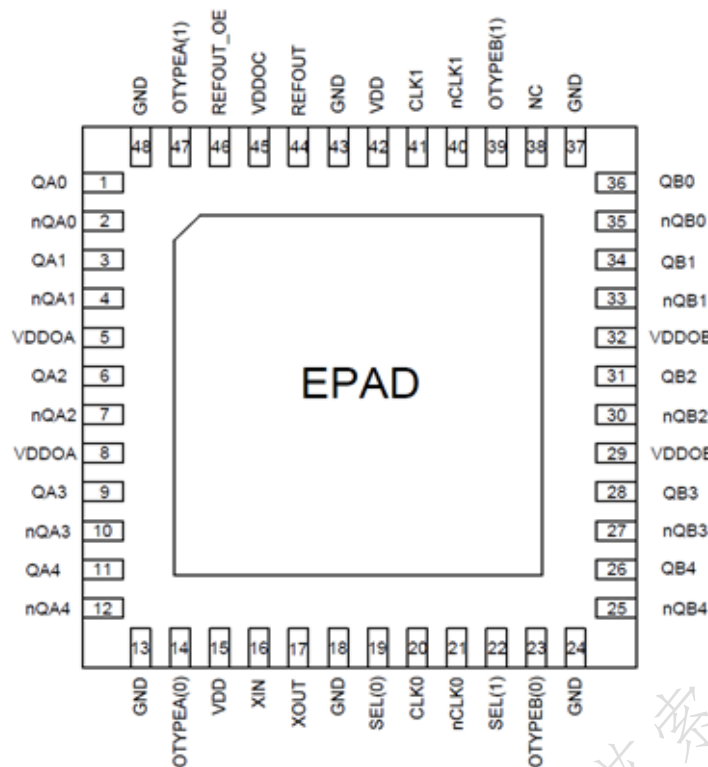 GND OTYPEA(1) REFOUT_OE VDDOC REFOUT GND VDD CLK1 nCLK1 OTYPEB(1) NC GND
48 47 46 45 44 43 42 41 40 39 38 37
QA0 1 36 QB0
nQA0 2 35 nQB0
QA1 3 34 QB1
nQA1 4 33 nQB1
VDDOA 5 32 VDDOB
QA2 6 31 QB2
EPAD
nQA2 7 30 nQB2
VDDOA 8 29 VDDOB
QA3 9 28 QB3
nQA3 10 27 nQB3
QA4 11 26 QB4
nQA4 12 25 nQB4
13 14 15 16 17 18 19 20 21 22 23 24
GND OTYPEA(0) VDD XIN XOUT GND SEL(0) CLK0 nCLK0 SEL(1) OTYPEB(0) GND